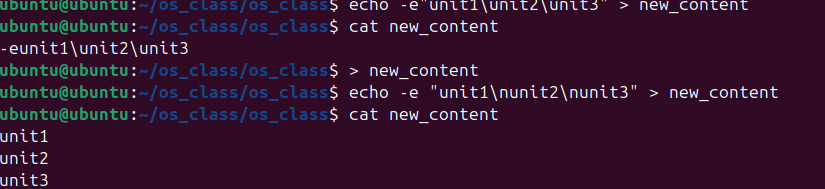 ubuntu@ubuntu:~/os_class/os_class$ echo -e"unit1\unit2\unit3" > new_content
ubuntu@ubuntu:~/os_class/os_class$ cat new_content
-eunit1\unit2\unit3
ubuntu@ubuntu:~/os_class/os_class$ > new_content
ubuntu@ubuntu:~/os_class/os_class$ echo -e "unit1\nunit2\nunit3" > new_content
ubuntu@ubuntu:~/os_class/os_class$ cat new_content
unit1
unit2
unit3